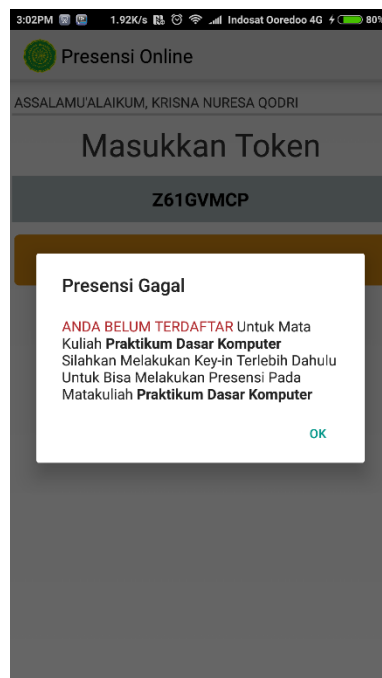 3:02PM 1.92K/s Indosat Ooredoo 4G 80%
Presensi Online
ASSALAMU'ALAIKUM, KRISNA NURESA QODRI
Masukkan Token
Z61GVMCP
Presensi Gagal
ANDA BELUM TERDAFTAR Untuk Mata
Kuliah Praktikum Dasar Komputer
Silahkan Melakukan Key-in Terlebih Dahulu
Untuk Bisa Melakukan Presensi Pada
Matakuliah Praktikum Dasar Komputer
OK